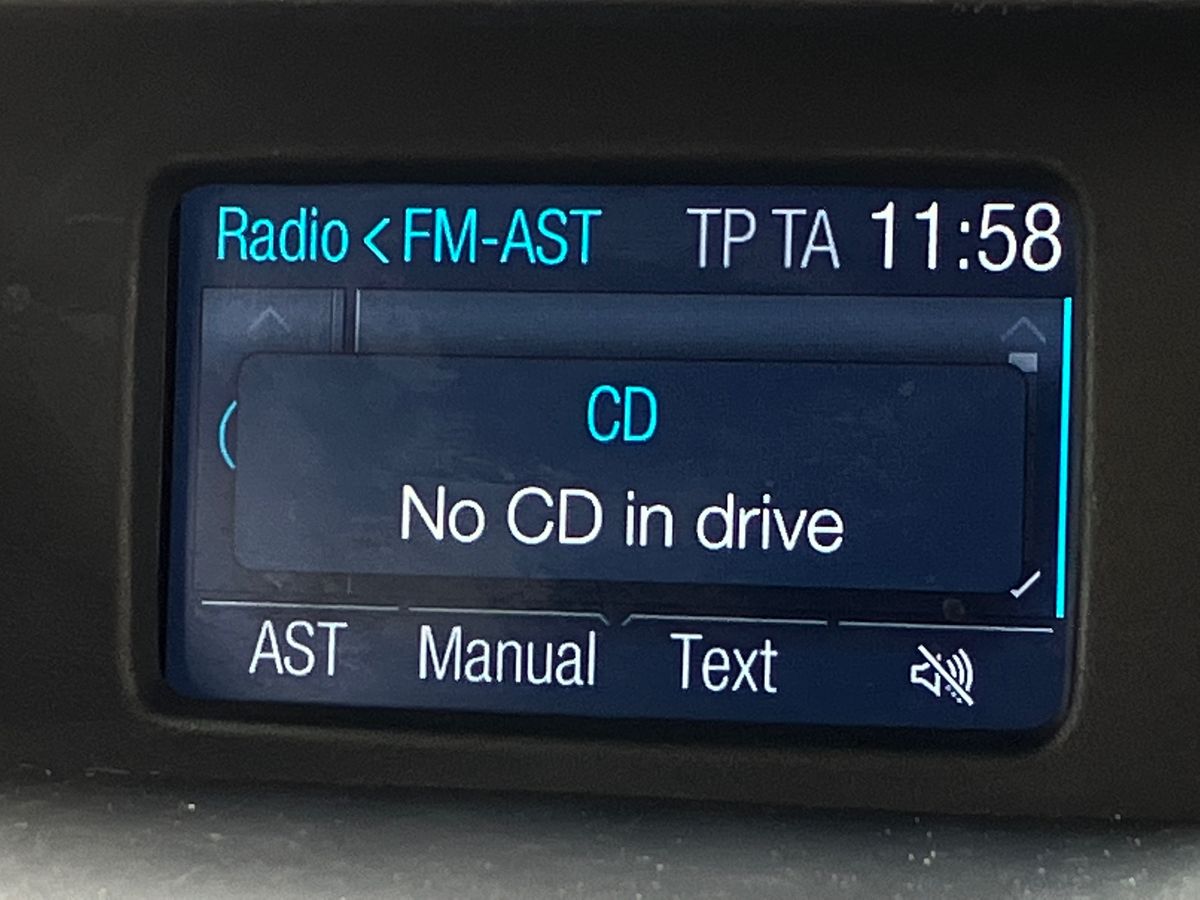 Radio < FM-AST TP TA 11:58
CD
No CD in drive
AST Manual Text